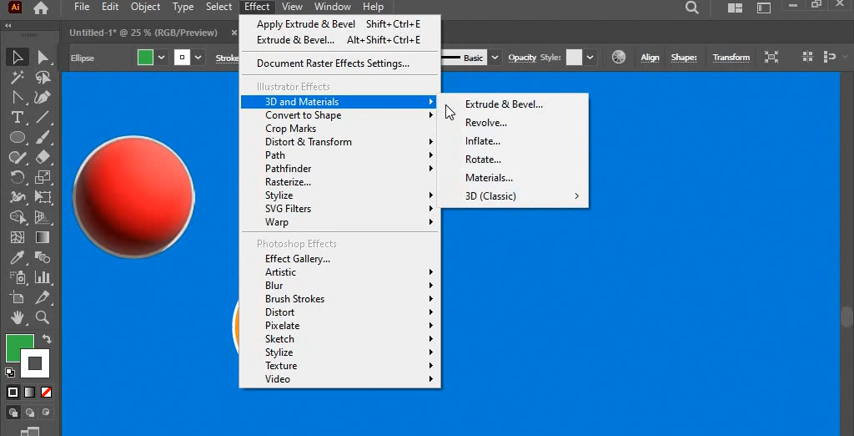 Ai File Edit Object Type Select Effect View Window Help
Untitled-1* @ 25 % (RGB/Preview) ×
Ellipse Stroke Basic Opacity Style: Align Shape: Transform
Apply Extrude & Bevel Shift+Ctrl+E
Extrude & Bevel... Alt+Shift+Ctrl+E
Document Raster Effects Settings...
Illustrator Effects
3D and Materials
Convert to Shape
Crop Marks
Distort & Transform
Path
Pathfinder
Rasterize...
Stylize
SVG Filters
Warp
Photoshop Effects
Effect Gallery...
Artistic
Blur
Brush Strokes
Distort
Pixelate
Sketch
Stylize
Texture
Video
Extrude & Bevel...
Revolve...
Inflate...
Rotate...
Materials...
3D (Classic)